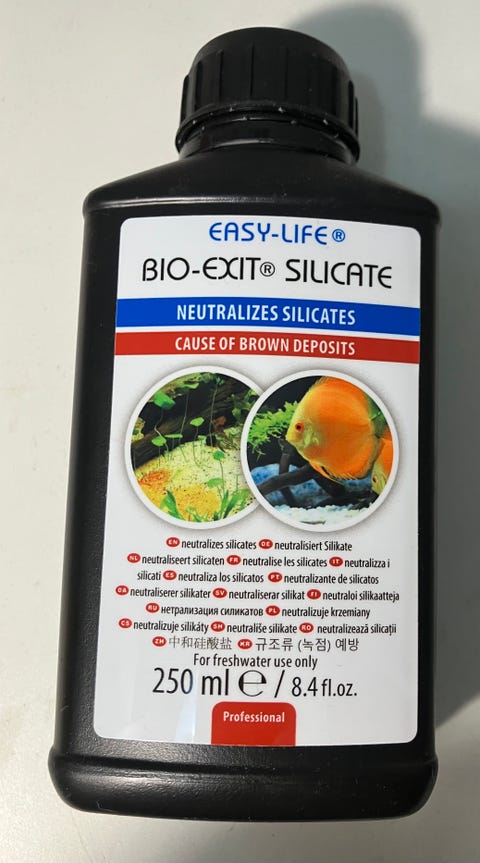 EASY-LIFE®
BIO-EXIT® SILICATE
NEUTRALIZES SILICATES
CAUSE OF BROWN DEPOSITS
EN neutralizes silicates DE neutralisiert Silikate
NL neutraliseert silicaten FR neutralise les silicates IT neutralizza i
silicati ES neutraliza los silicatos PT neutralizante de silicatos
DA neutraliserer silikater SV neutraliserar silikat FI neutraloi silikaatteja
RU нетрализация силикатов PL neutralizuje krzemiany
CS neutralizuje silikáty SH neutrališe silikate RO neutralizează silicații
ZH 中和硅酸盐 KR 규조류 (녹점) 예방
For freshwater use only
250 ml ℮ / 8.4 fl.oz.
Professional